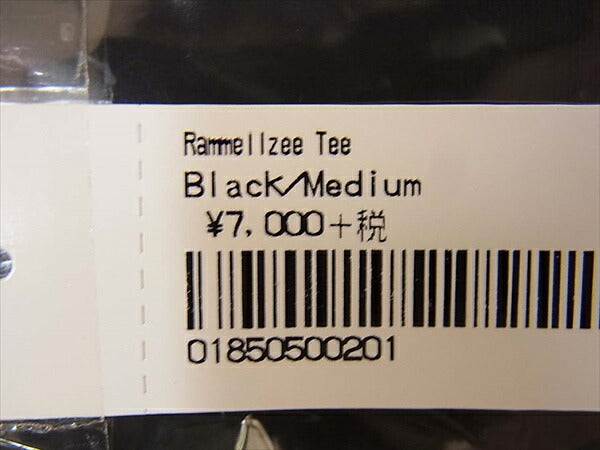 Rammellzee Tee
Black/Medium
¥7,000+税
01850500201